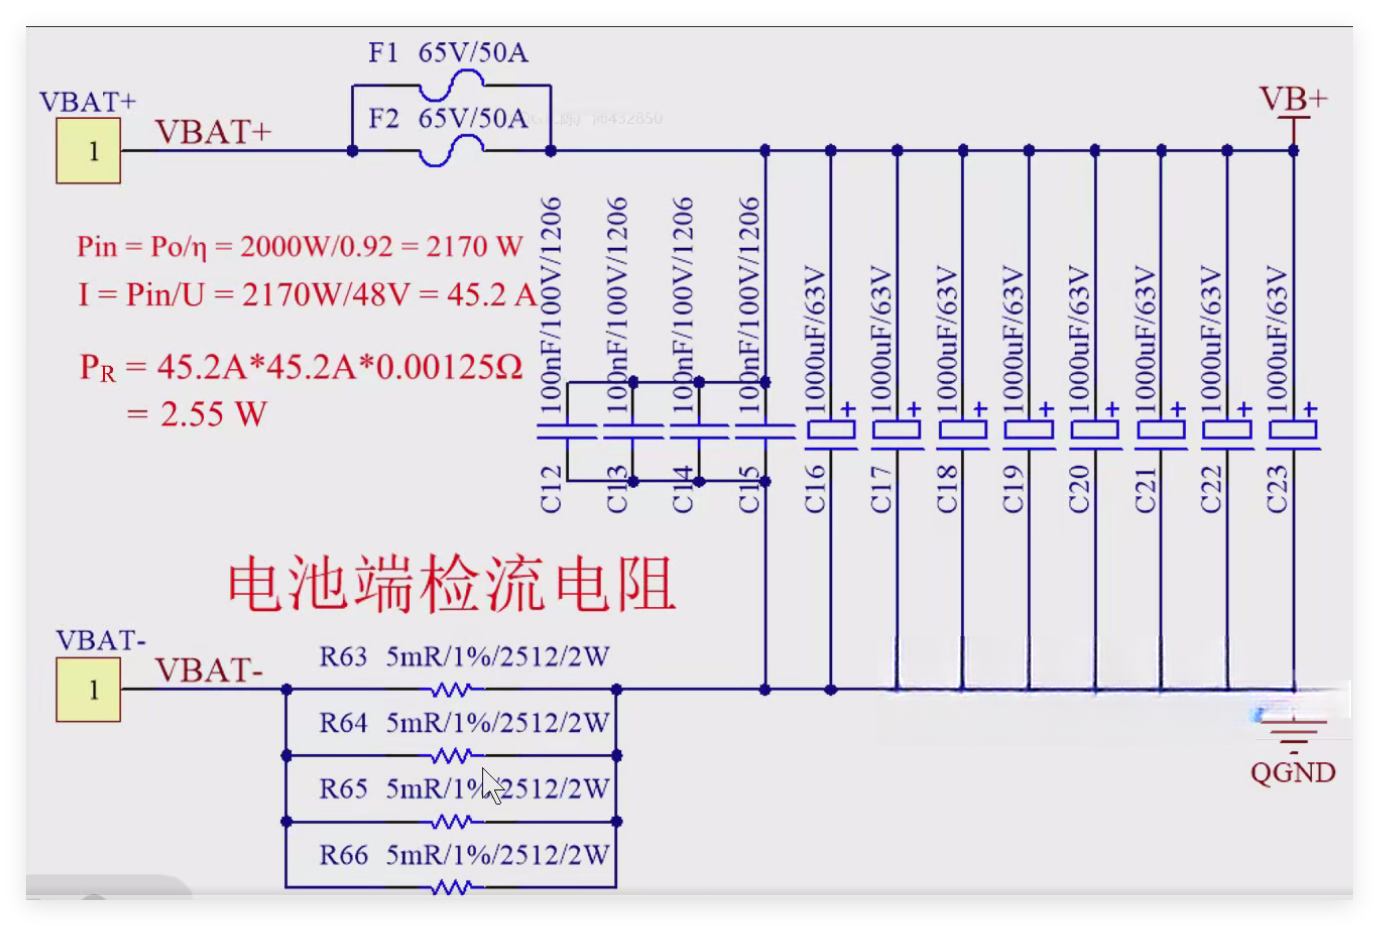 F1 65V/50A
VBAT+
F2 65V/50A
VB+
VBAT+
1
Pin = Po/η = 2000W/0.92 = 2170 W
I = Pin/U = 2170W/48V = 45.2 A
PR = 45.2A*45.2A*0.00125Ω
= 2.55 W
100nF/100V/1206
100nF/100V/1206
100nF/100V/1206
100nF/100V/1206
1000uF/63V
1000uF/63V
1000uF/63V
1000uF/63V
1000uF/63V
1000uF/63V
1000uF/63V
1000uF/63V
+ + + + + + + +
C12
C13
C14
C15
C16
C17
C18
C19
C20
C21
C22
C23
电池端检流电阻
VBAT-
VBAT-
1
R63 5mR/1%/2512/2W
R64 5mR/1%/2512/2W
R65 5mR/1%/2512/2W
R66 5mR/1%/2512/2W
QGND